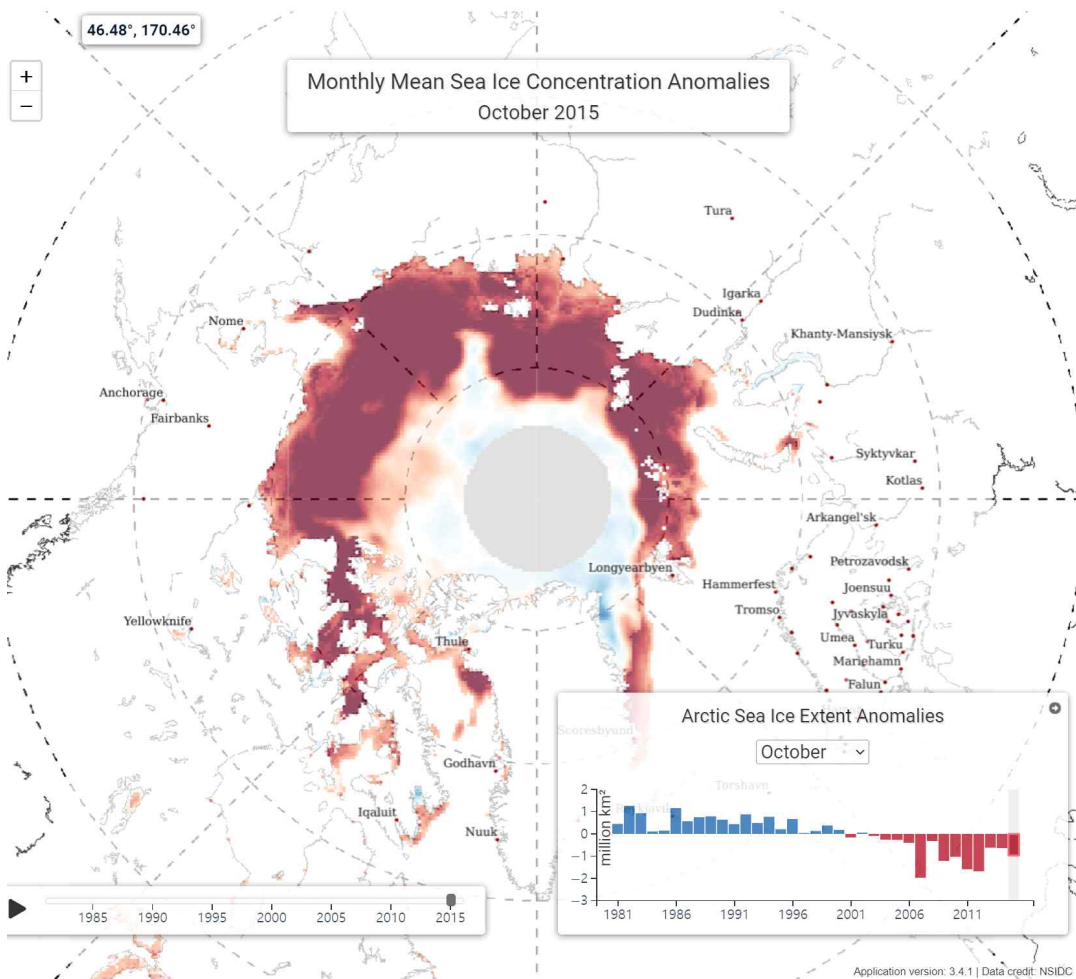 46.48°, 170.46°
+
−
Monthly Mean Sea Ice Concentration Anomalies
October 2015
Tura
Igarka
Dudinka
Nome
Khanty-Mansiysk
Anchorage
Fairbanks
Syktyvkar
Kotlas
Arkangel'sk
Petrozavodsk
Longyearbyen
Hammerfest
Joensuu
Tromso
Jyvaskyla
Yellowknife
Umea
Turku
Thule
Mariehamn
Falun
Arctic Sea Ice Extent Anomalies
Scoresbysund
October
Godhavn
Torshavn
Iqaluit
Nuuk
million km²
2
1
0
−1
−2
−3
1981 1986 1991 1996 2001 2006 2011
1985 1990 1995 2000 2005 2010 2015
Application version: 3.4.1 | Data credit: NSIDC